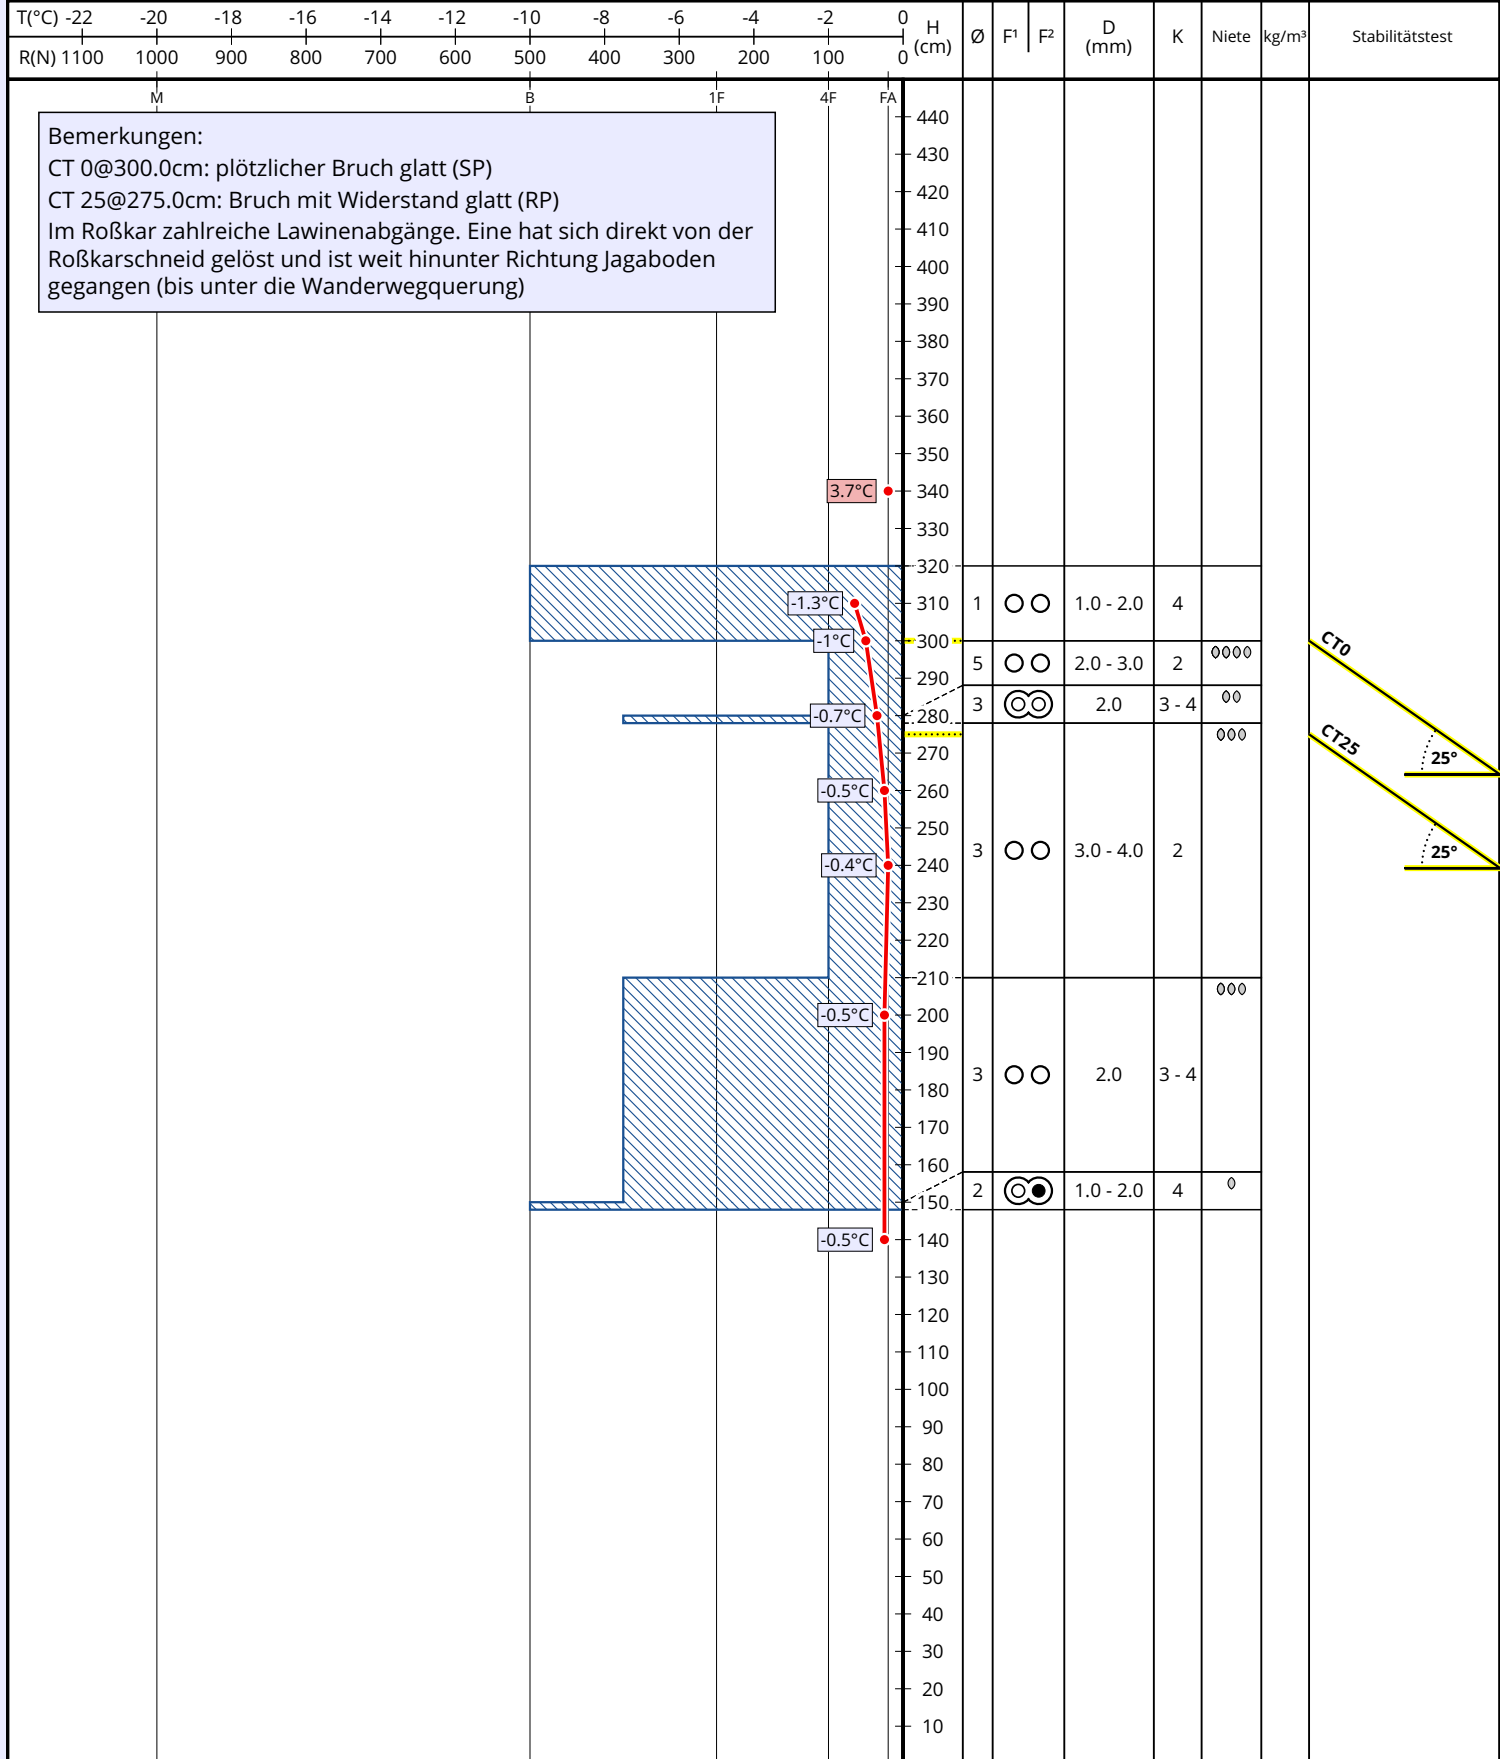 T(°C) -22 -20 -18 -16 -14 -12 -10 -8 -6 -4 -2 0
R(N) 1100 1000 900 800 700 600 500 400 300 200 100 0
H (cm) Ø F¹ F² D (mm) K Niete kg/m³ Stabilitätstest
M B 1F 4F FA
Bemerkungen:
CT 0@300.0cm: plötzlicher Bruch glatt (SP)
CT 25@275.0cm: Bruch mit Widerstand glatt (RP)
Im Roßkar zahlreiche Lawinenabgänge. Eine hat sich direkt von der
Roßkarschneid gelöst und ist weit hinunter Richtung Jagaboden
gegangen (bis unter die Wanderwegquerung)
440
430
420
410
400
390
380
370
360
350
3.7°C 340
330
320
-1.3°C 310 1 1.0 - 2.0 4
-1°C 300 CT0
5 2.0 - 3.0 2
290
3 2.0 3 - 4
-0.7°C 280
CT25
270 25°
-0.5°C 260
250
3 3.0 - 4.0 2 25°
-0.4°C 240
230
220
210
-0.5°C 200
190
3 2.0 3 - 4
180
170
160
2 1.0 - 2.0 4
150
-0.5°C 140
130
120
110
100
90
80
70
60
50
40
30
20
10